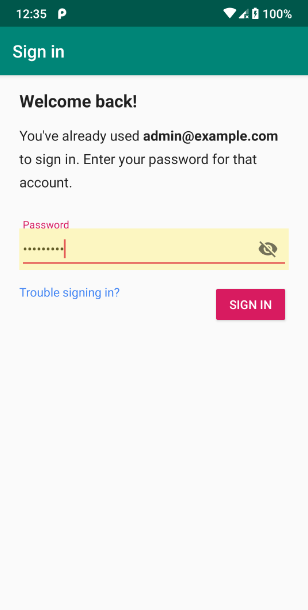 12:35 100%
Sign in
Welcome back!
You've already used admin@example.com
to sign in. Enter your password for that
account.
Password
•••••••••
Trouble signing in?
SIGN IN